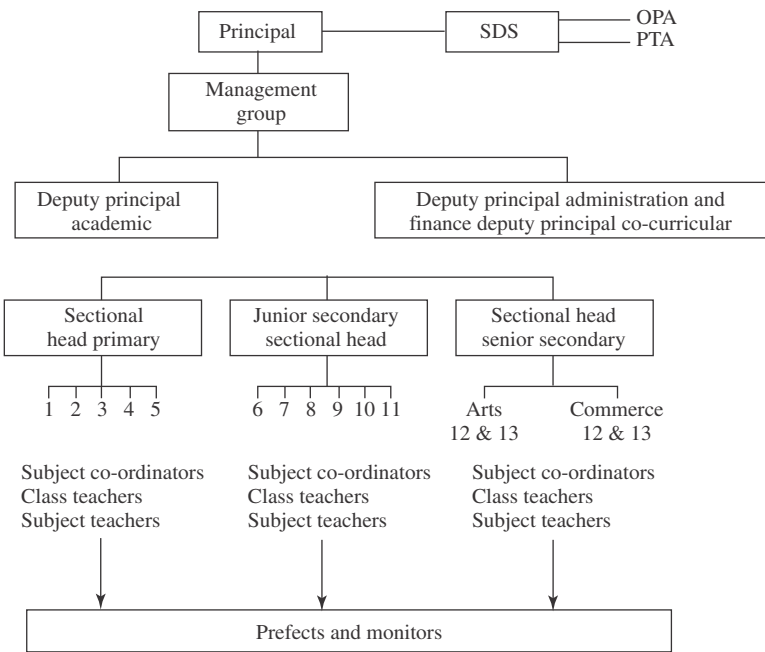 Principal
SDS
OPA
PTA
Management
group
Deputy principal
academic
Deputy principal administration and
finance deputy principal co-curricular
Sectional
head primary
Junior secondary
sectional head
Sectional head
senior secondary
1 2 3 4 5
6 7 8 9 10 11
Arts
12 & 13
Commerce
12 & 13
Subject co-ordinators
Class teachers
Subject teachers
Subject co-ordinators
Class teachers
Subject teachers
Subject co-ordinators
Class teachers
Subject teachers
Prefects and monitors